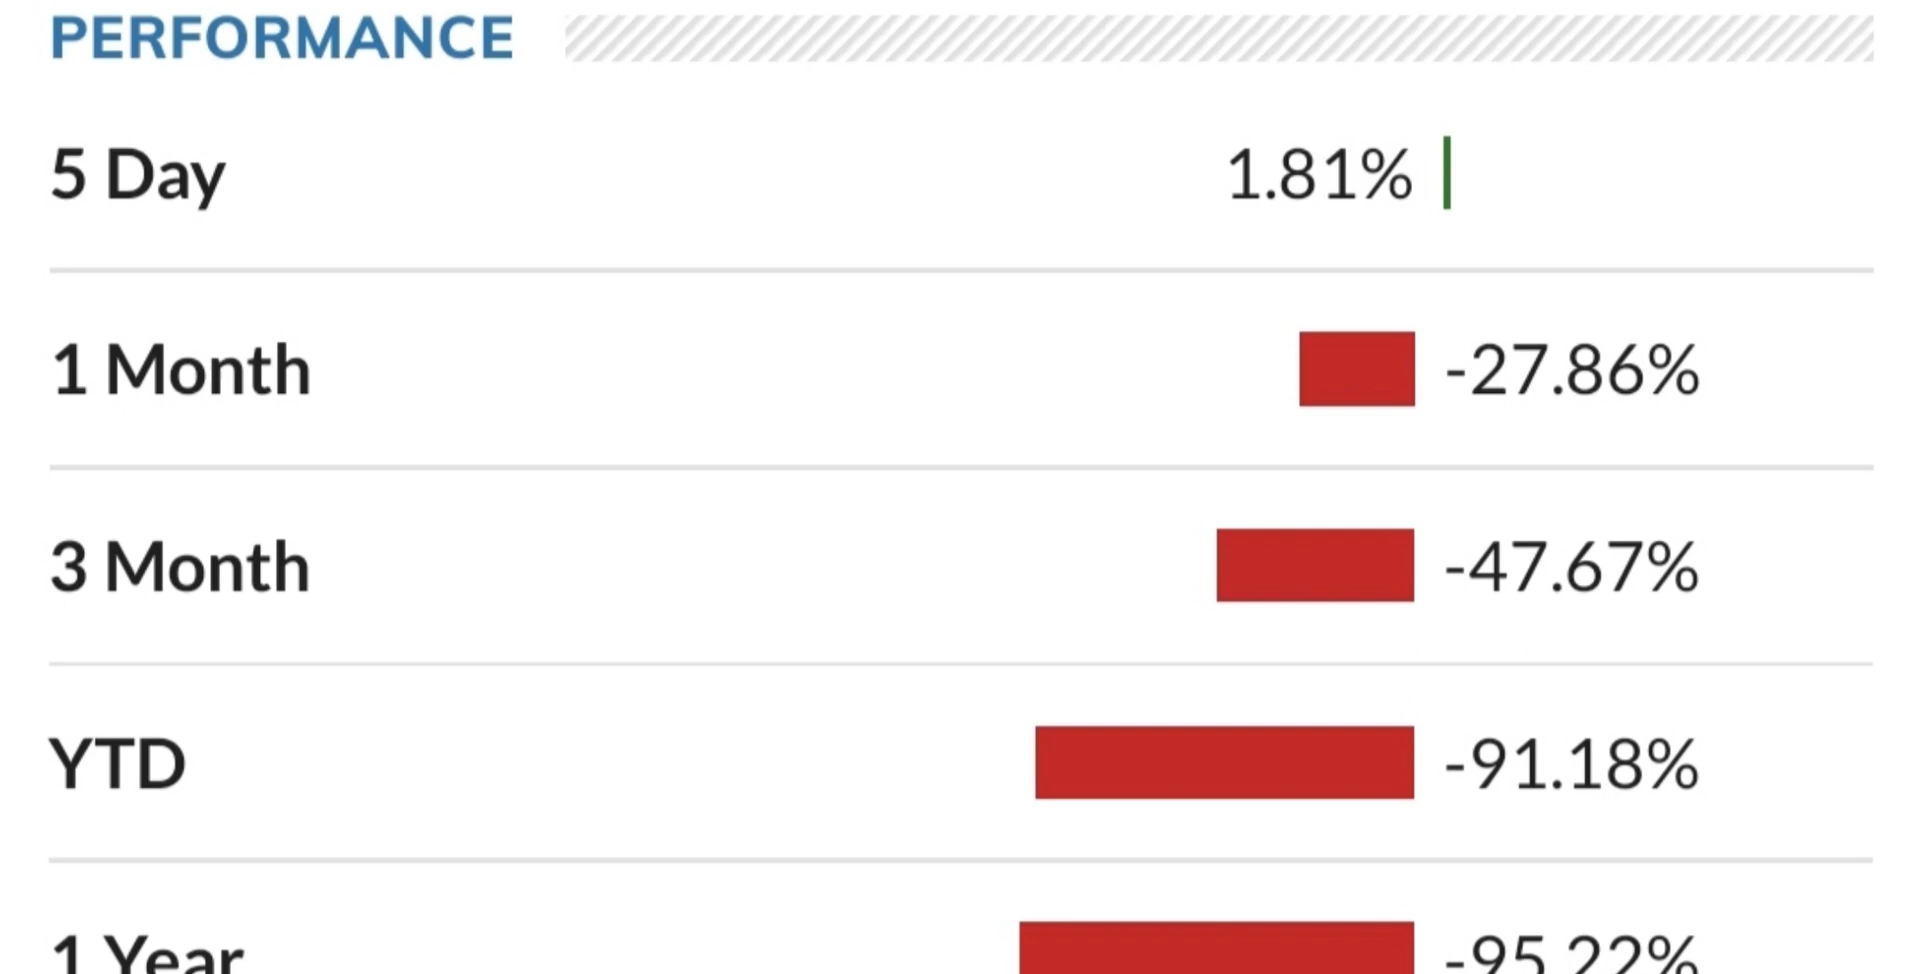 PERFORMANCE
5 Day 1.81%
1 Month -27.86%
3 Month -47.67%
YTD -91.18%
1 Year -95.22%